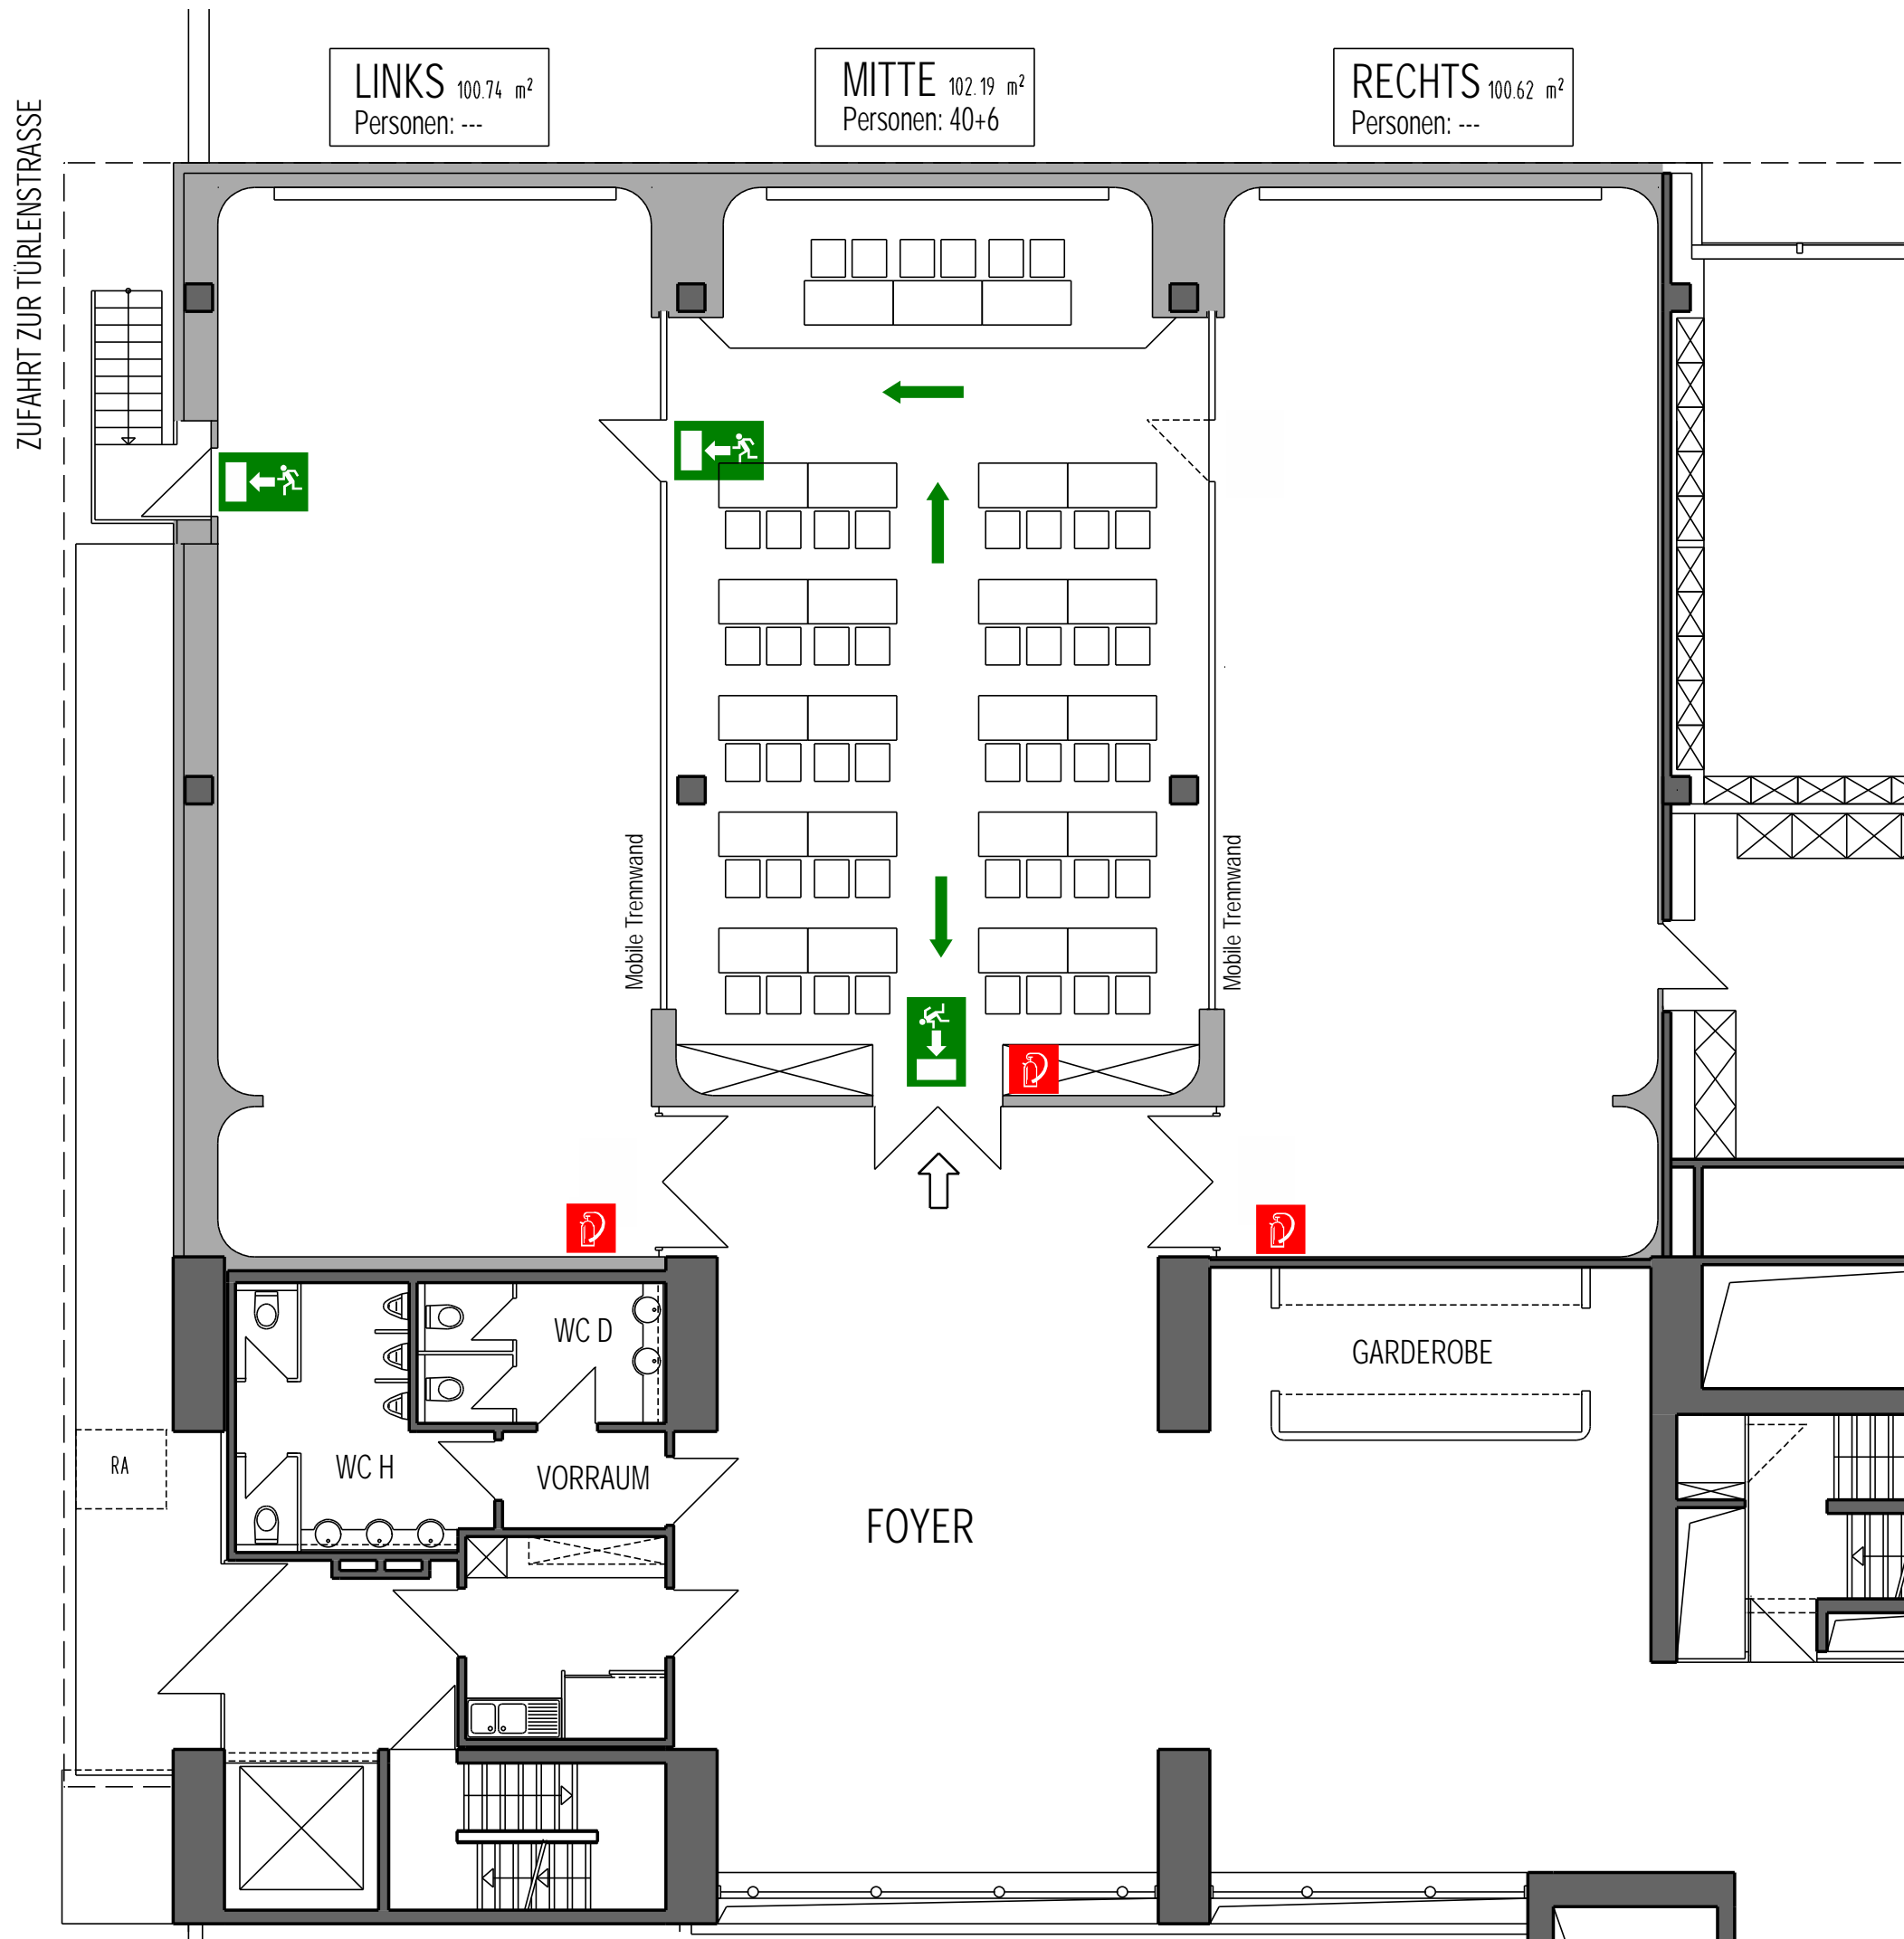 LINKS 100.74 m²
Personen: ---
MITTE 102.19 m²
Personen: 40+6
RECHTS 100.62 m²
Personen: ---
ZUFAHRT ZUR TÜRLENSTRASSE
Mobile Trennwand
Mobile Trennwand
WC D
GARDEROBE
RA
WC H
VORRAUM
FOYER